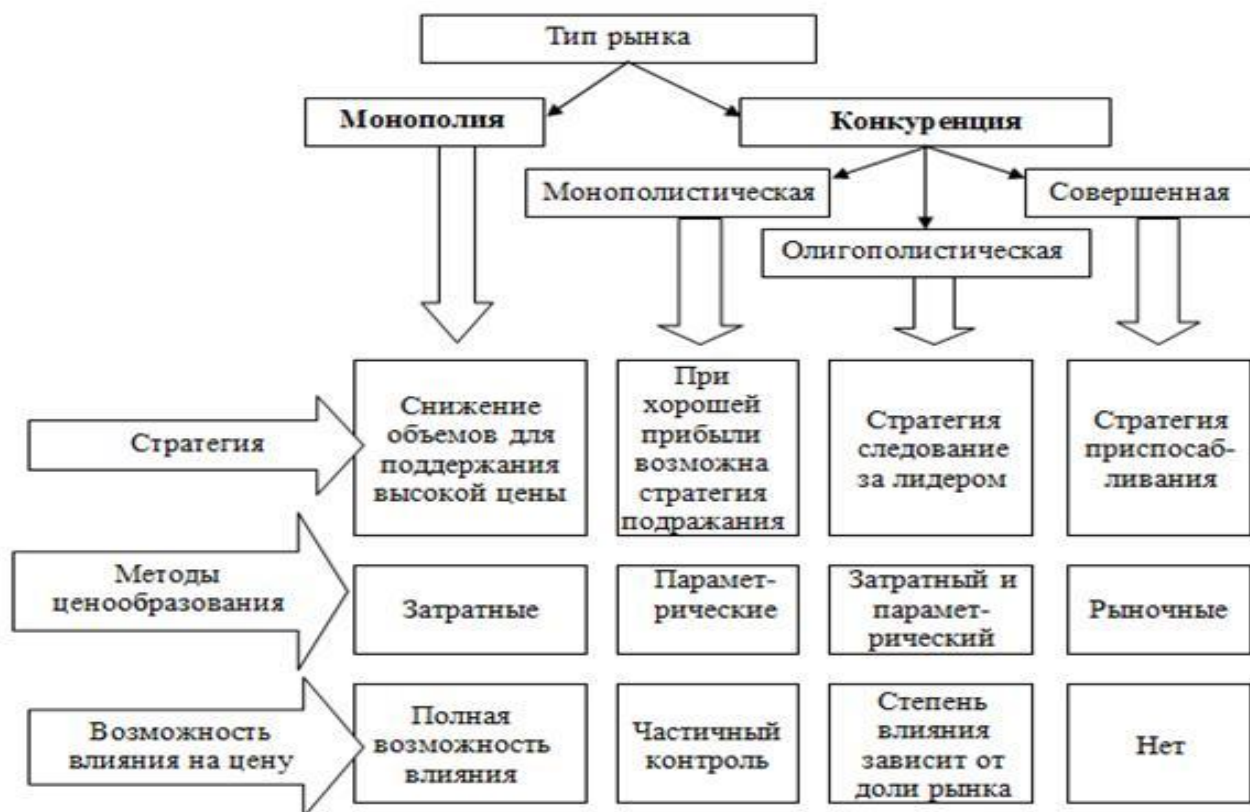 Тип рынка
Монополия
Конкуренция
Монополистическая
Совершенная
Олигополистическая
Стратегия
Снижение
объемов для
поддержания
высокой цены
При
хорошей
прибыли
возможна
стратегия
подражания
Стратегия
следование
за лидером
Стратегия
приспосаб-
ливания
Методы
ценообразования
Затратные
Парамет-
рические
Затратный и
парамет-
рический
Рыночные
Возможность
влияния на цену
Полная
возможность
влияния
Частичный
контроль
Степень
влияния
зависит от
доли рынка
Нет